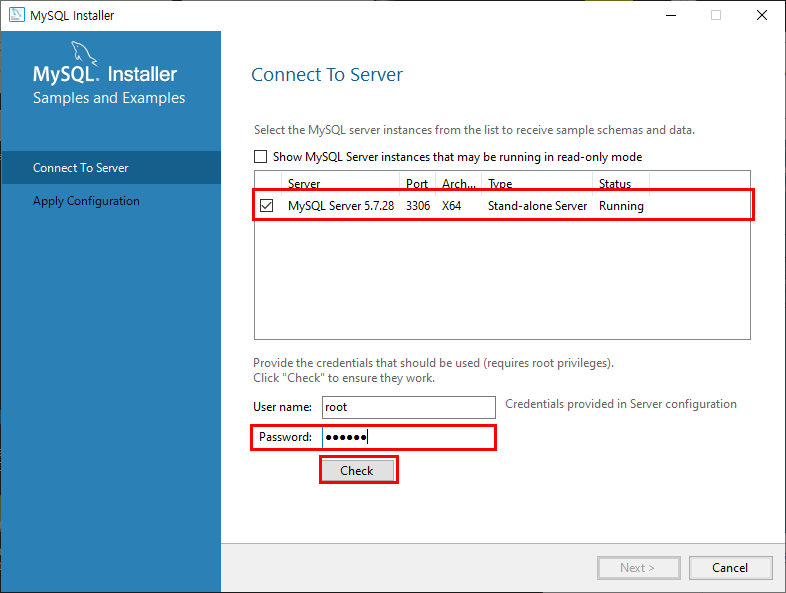 MySQL Installer
MySQL. Installer
Samples and Examples
Connect To Server
Apply Configuration
Connect To Server
Select the MySQL server instances from the list to receive sample schemas and data.
Show MySQL Server instances that may be running in read-only mode
Server Port Arch... Type Status
MySQL Server 5.7.28 3306 X64 Stand-alone Server Running
Provide the credentials that should be used (requires root privileges).
Click "Check" to ensure they work.
User name: root Credentials provided in Server configuration
Password: ●●●●●●
Check
Next > Cancel